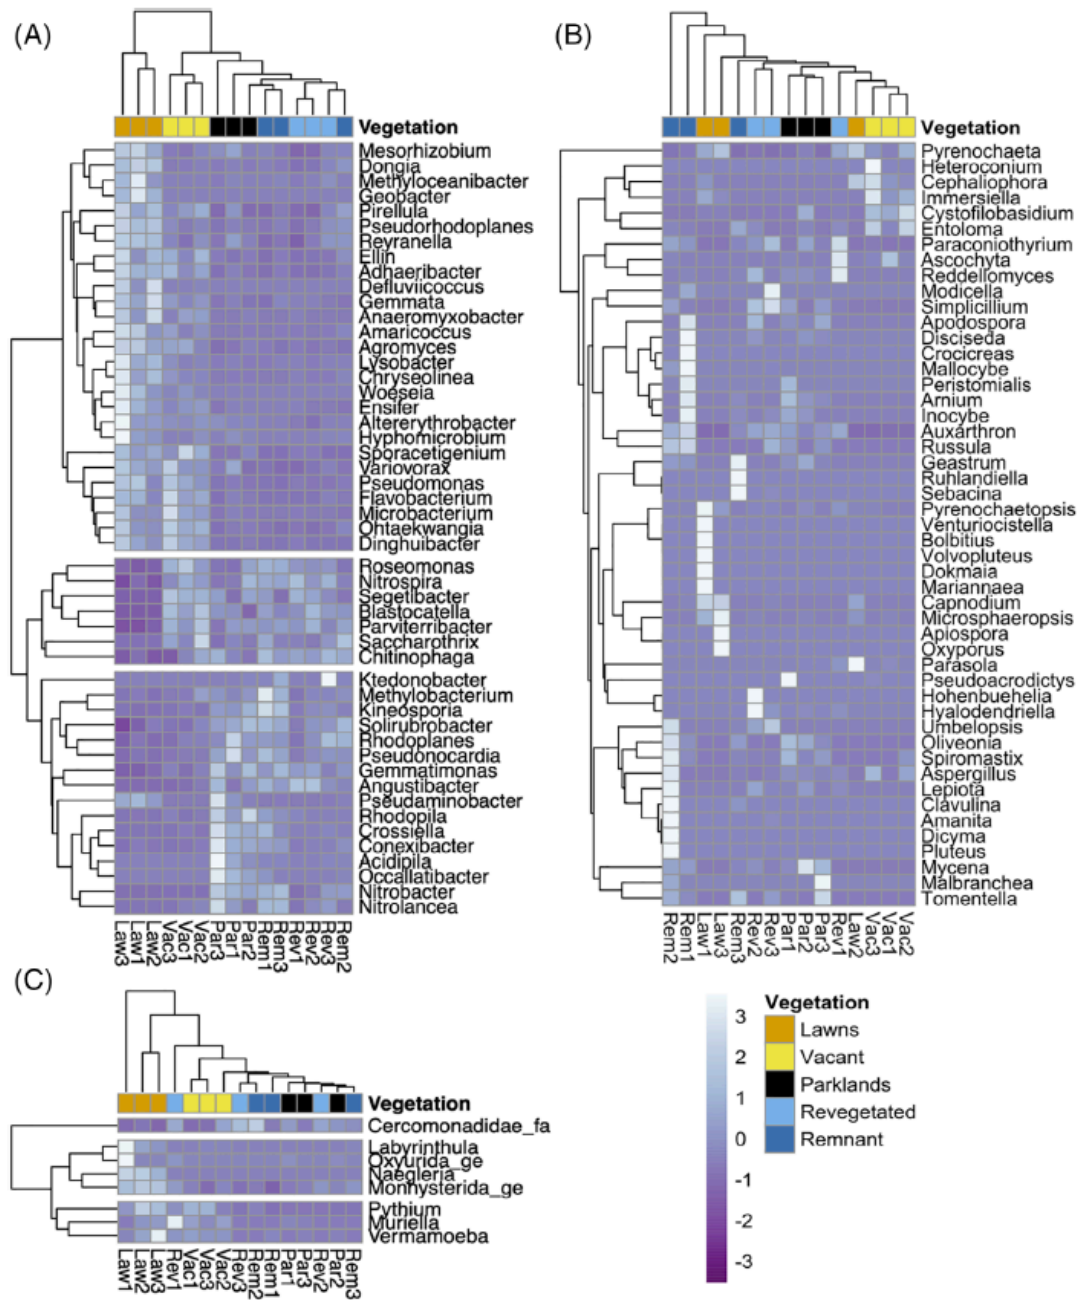 (A)
Vegetation
Mesorhizobium
Dongia
Methyloceanibacter
Geobacter
Pirellula
Pseudorhodoplanes
Reyranella
Ellin
Adhaeribacter
Defluviicoccus
Gemmata
Anaeromyxobacter
Amaricoccus
Agromyces
Lysobacter
Chryseolinea
Woeseia
Ensifer
Altererythrobacter
Hyphomicrobium
Sporacetigenium
Variovorax
Pseudomonas
Flavobacterium
Microbacterium
Ohtaekwangia
Dinghuibacter
Roseomonas
Nitrospira
Segetibacter
Blastocatella
Parviterribacter
Saccharothrix
Chitinophaga
Ktedonobacter
Methylobacterium
Kineosporia
Solirubrobacter
Rhodoplanes
Pseudonocardia
Gemmatimonas
Angustibacter
Pseudaminobacter
Rhodopila
Crossiella
Conexibacter
Acidipila
Occallatibacter
Nitrobacter
Nitrolancea
Law3 Law1 Law2 Vac3 Vac1 Vac2 Par3 Par1 Par2 Rem1 Rem3 Rev1 Rev2 Rev3 Rem2
(B)
Vegetation
Pyrenochaeta
Heteroconium
Cephaliophora
Immersiella
Cystofilobasidium
Entoloma
Paraconiothyrium
Ascochyta
Reddellomyces
Modicella
Simplicillium
Apodospora
Disciseda
Crocicreas
Mallocybe
Peristomialis
Arnium
Inocybe
Auxarthron
Russula
Geastrum
Ruhlandiella
Sebacina
Pyrenochaetopsis
Venturiocistella
Bolbitius
Volvopluteus
Dokmaia
Mariannaea
Capnodium
Microsphaeropsis
Apiospora
Oxyporus
Parasola
Pseudoacrodictys
Hohenbuehelia
Hyalodendriella
Umbelopsis
Oliveonia
Spiromastix
Aspergillus
Lepiota
Clavulina
Amanita
Dicyma
Pluteus
Mycena
Malbranchea
Tomentella
Rem2 Rem1 Law1 Law3 Rem3 Rev2 Rev3 Par1 Par2 Par3 Rev1 Law2 Vac3 Vac1 Vac2
(C)
Vegetation
Cercomonadidae_fa
Labyrinthula
Oxyurida_ge
Naegleria
Monhysterida_ge
Pythium
Muriella
Vermamoeba
Law1 Law2 Law3 Rev1 Vac1 Vac3 Vac2 Rev3 Rem2 Rem1 Par1 Par3 Rev2 Par2 Rem3
3
2
1
0
-1
-2
-3
Vegetation
Lawns
Vacant
Parklands
Revegetated
Remnant